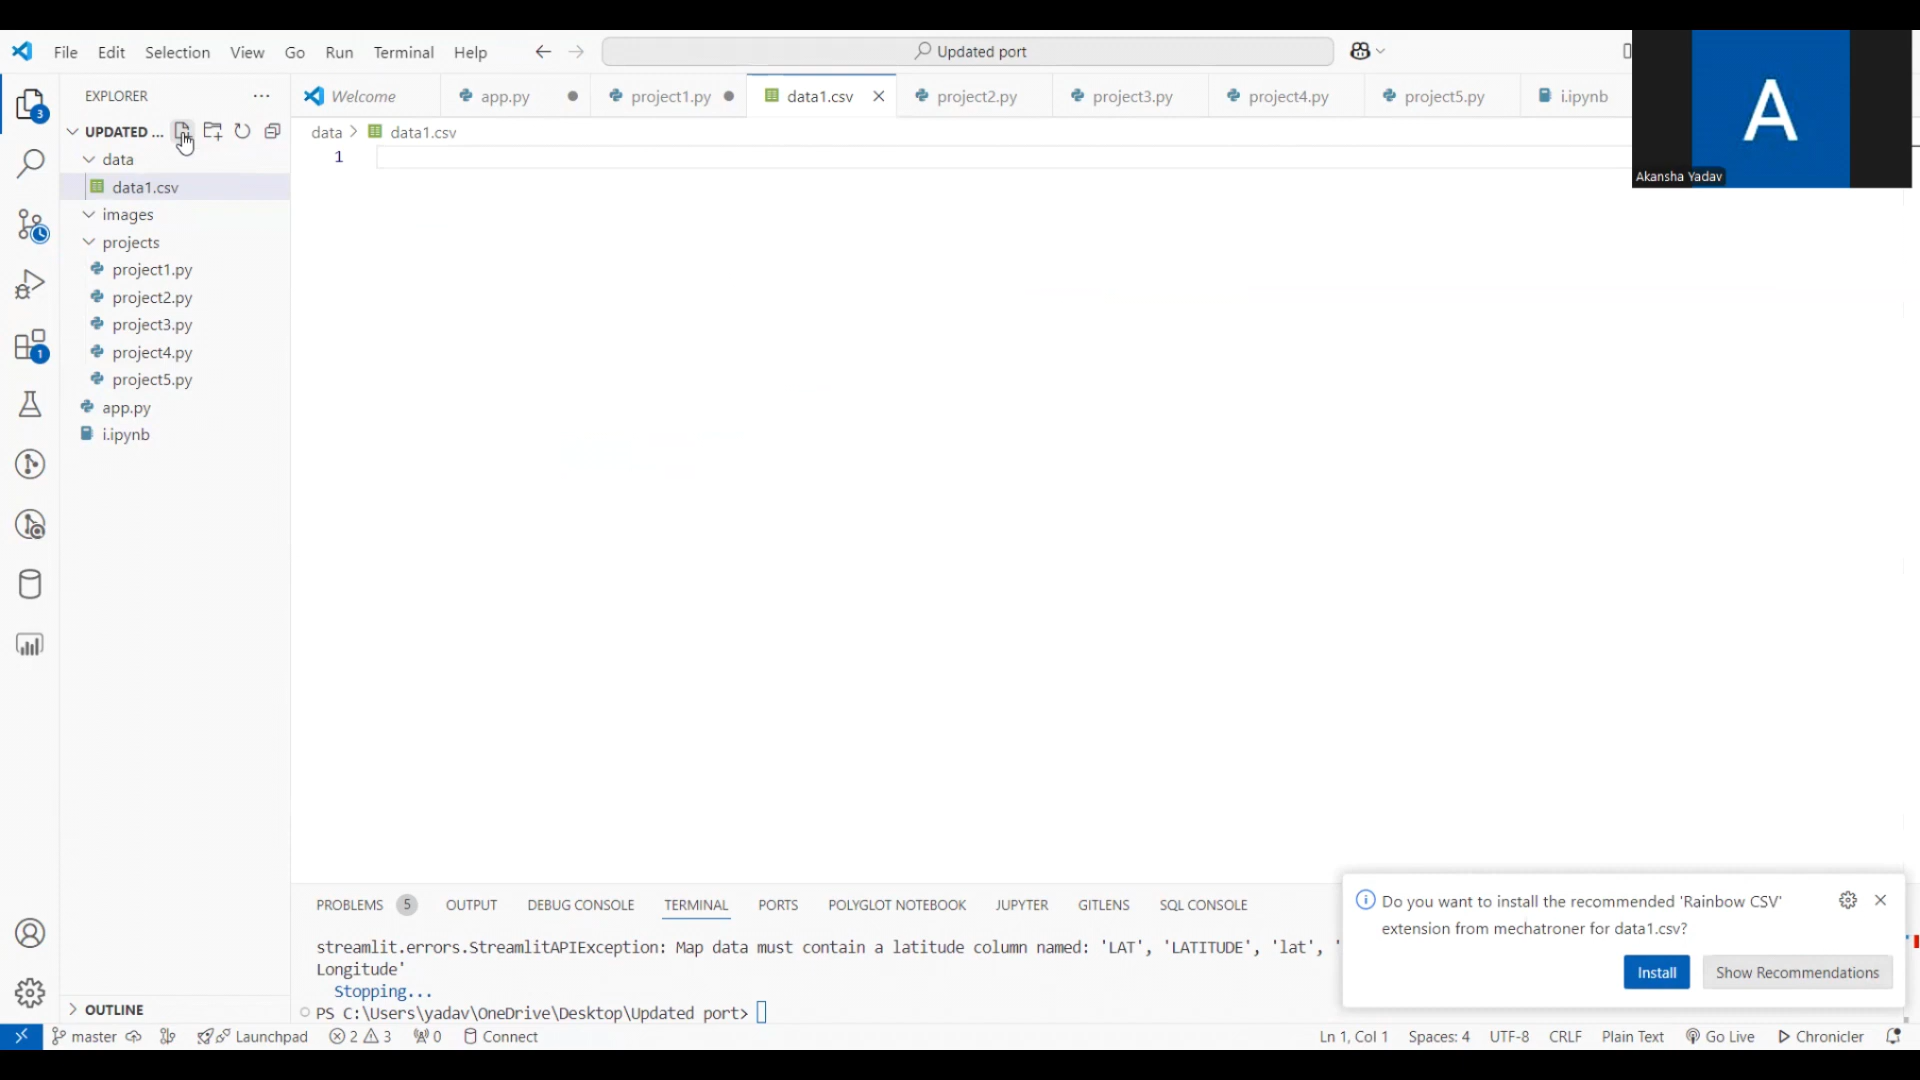 File Edit Selection View Go Run Terminal Help
Updated port
A
Akansha Yadav
EXPLORER
Welcome app.py project1.py data1.csv project2.py project3.py project4.py project5.py i.ipynb
UPDATED ...
data > data1.csv
1
data
data1.csv
images
projects
project1.py
project2.py
project3.py
project4.py
project5.py
app.py
i.ipynb
3
1
PROBLEMS 5 OUTPUT DEBUG CONSOLE TERMINAL PORTS POLYGLOT NOTEBOOK JUPYTER GITLENS SQL CONSOLE
streamlit.errors.StreamlitAPIException: Map data must contain a latitude column named: 'LAT', 'LATITUDE', 'lat', '
Longitude'
Stopping...
PS C:\Users\yadav\OneDrive\Desktop\Updated port>
Do you want to install the recommended 'Rainbow CSV'
extension from mechatroner for data1.csv?
Install Show Recommendations
OUTLINE
master Launchpad 2 3 0 Connect Ln 1, Col 1 Spaces: 4 UTF-8 CRLF Plain Text Go Live Chronicler